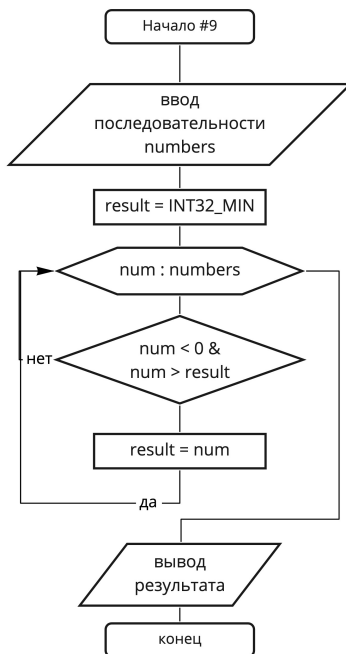 Начало #9
ввод
последовательности
numbers
result = INT32_MIN
num : numbers
нет
num < 0 &
num > result
result = num
да
вывод
результата
конец